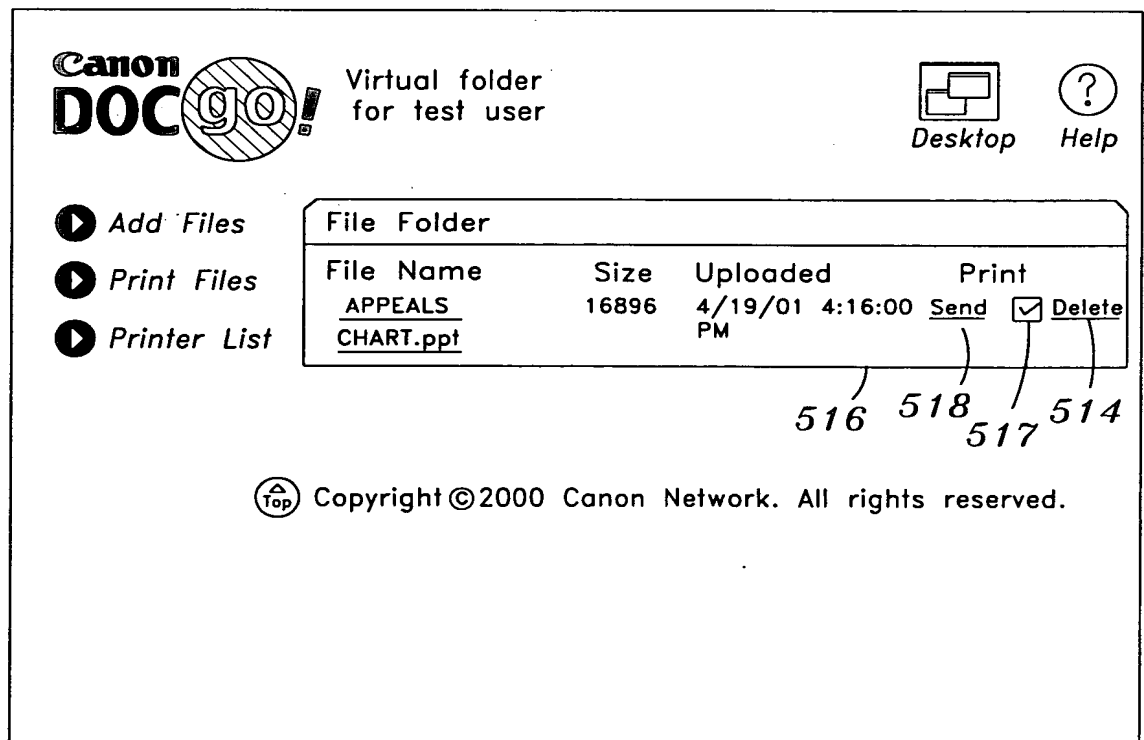 Canon
DOC go!
Virtual folder
for test user
Desktop
Help
Add Files
Print Files
Printer List
File Folder
File Name Size Uploaded Print
APPEALS 16896 4/19/01 4:16:00 Send Delete
CHART.ppt PM
516 518 517 514
Top Copyright ©2000 Canon Network. All rights reserved.